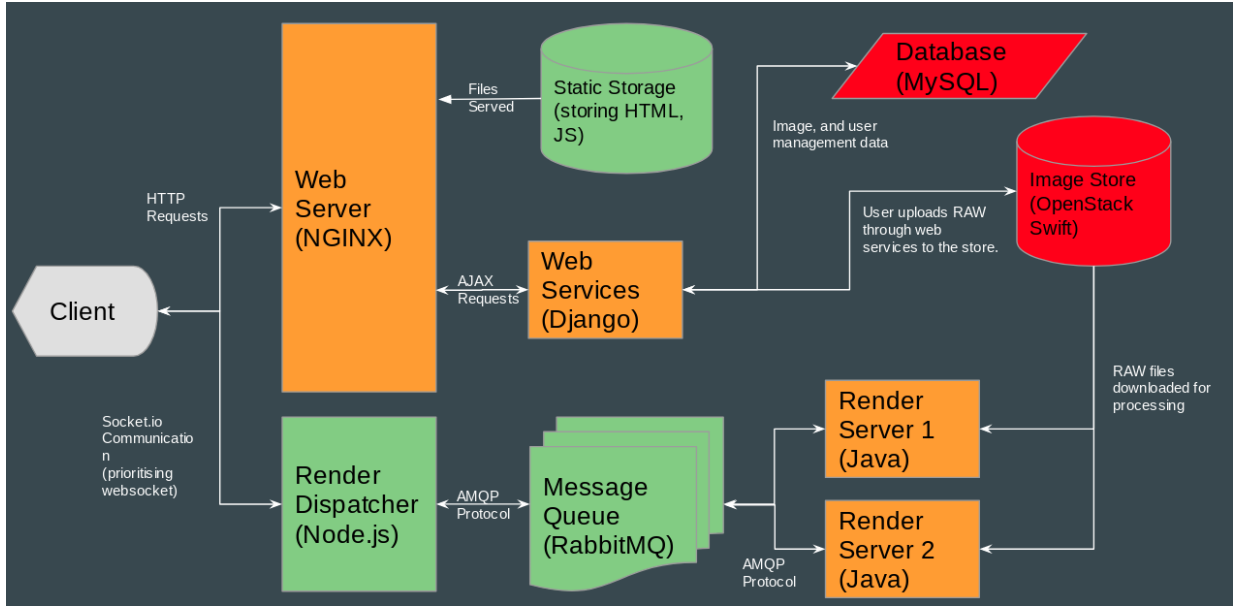 Database
(MySQL)
Files
Served
Static Storage
(storing HTML,
JS)
Image, and user
management data
Web
Server
(NGINX)
HTTP
Requests
Image Store
(OpenStack
Swift)
User uploads RAW
through web
services to the store.
AJAX
Requests
Web
Services
(Django)
Client
RAW files
downloaded for
processing
Socket.io
Communicatio
n
(prioritising
websocket)
Render
Dispatcher
(Node.js)
AMQP
Protocol
Message
Queue
(RabbitMQ)
Render
Server 1
(Java)
Render
Server 2
(Java)
AMQP
Protocol